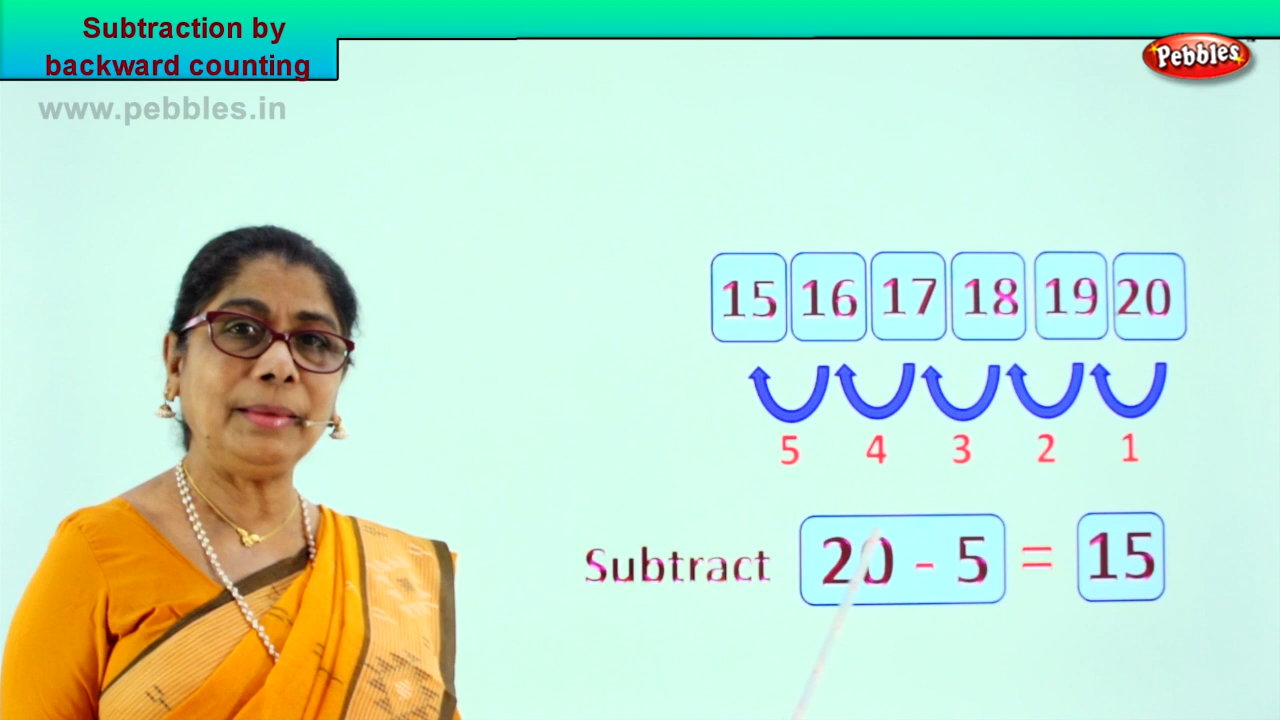 Subtraction by
backward counting
Pebbles
www.pebbles.in
15 16 17 18 19 20
5 4 3 2 1
Subtract 20 - 5 = 15